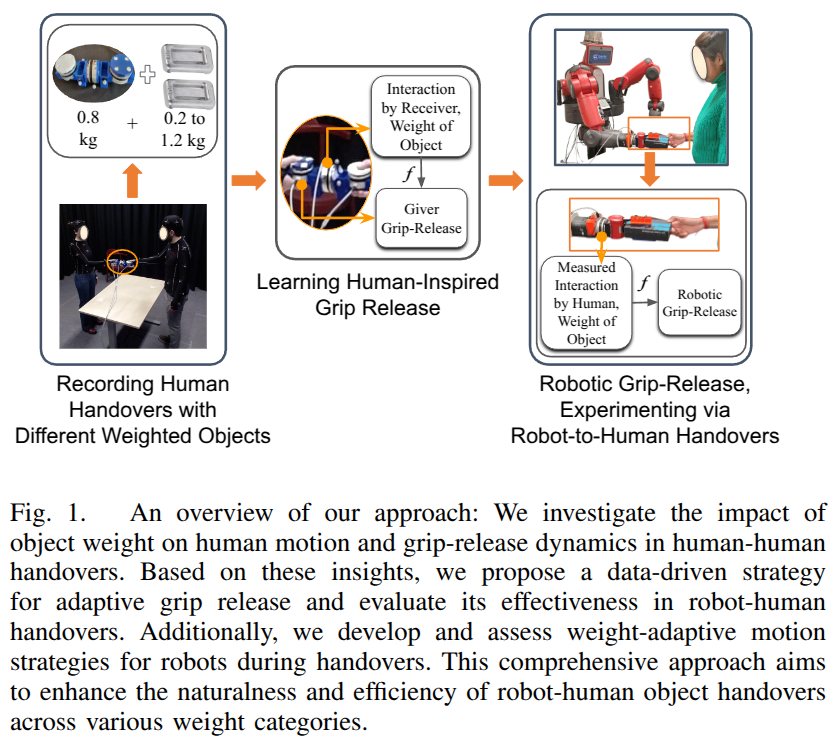 0.8
kg
+
0.2 to
1.2 kg
Recording Human
Handovers with
Different Weighted Objects
Interaction
by Receiver,
Weight of
Object
f
Giver
Grip-Release
Learning Human-Inspired
Grip Release
Measured
Interaction
by Human,
Weight of
Object
f
Robotic
Grip-Release
Robotic Grip-Release,
Experimenting via
Robot-to-Human Handovers
Fig. 1. An overview of our approach: We investigate the impact of
object weight on human motion and grip-release dynamics in human-human
handovers. Based on these insights, we propose a data-driven strategy
for adaptive grip release and evaluate its effectiveness in robot-human
handovers. Additionally, we develop and assess weight-adaptive motion
strategies for robots during handovers. This comprehensive approach aims
to enhance the naturalness and efficiency of robot-human object handovers
across various weight categories.